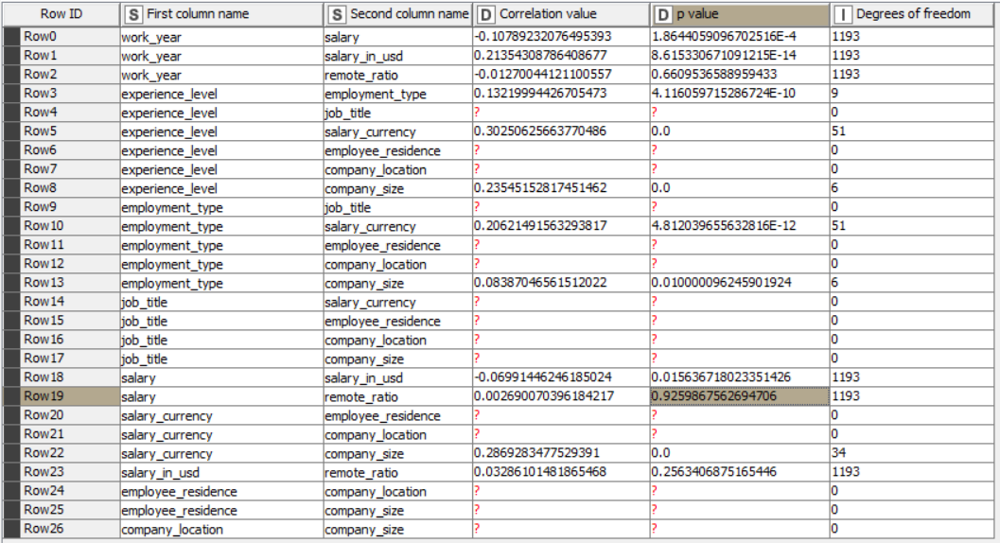 Row ID S First column name S Second column name D Correlation value D p value I Degrees of freedom
Row0 work_year salary -0.10789232076495393 1.8644059096702516E-4 1193
Row1 work_year salary_in_usd 0.21354308786408677 8.615330671091215E-14 1193
Row2 work_year remote_ratio -0.01270044121100557 0.6609536588959433 1193
Row3 experience_level employment_type 0.13219994426705473 4.116059715286724E-10 9
Row4 experience_level job_title ? ? 0
Row5 experience_level salary_currency 0.30250625663770486 0.0 51
Row6 experience_level employee_residence ? ? 0
Row7 experience_level company_location ? ? 0
Row8 experience_level company_size 0.23545152817451462 0.0 6
Row9 employment_type job_title ? ? 0
Row10 employment_type salary_currency 0.20621491563293817 4.812039655632816E-12 51
Row11 employment_type employee_residence ? ? 0
Row12 employment_type company_location ? ? 0
Row13 employment_type company_size 0.08387046561512022 0.010000096245901924 6
Row14 job_title salary_currency ? ? 0
Row15 job_title employee_residence ? ? 0
Row16 job_title company_location ? ? 0
Row17 job_title company_size ? ? 0
Row18 salary salary_in_usd -0.06991446246185024 0.015636718023351426 1193
Row19 salary remote_ratio 0.002690070396184217 0.9259867562694706 1193
Row20 salary_currency employee_residence ? ? 0
Row21 salary_currency company_location ? ? 0
Row22 salary_currency company_size 0.2869283477529391 0.0 34
Row23 salary_in_usd remote_ratio 0.03286101481865468 0.2563406875165446 1193
Row24 employee_residence company_location ? ? 0
Row25 employee_residence company_size ? ? 0
Row26 company_location company_size ? ? 0